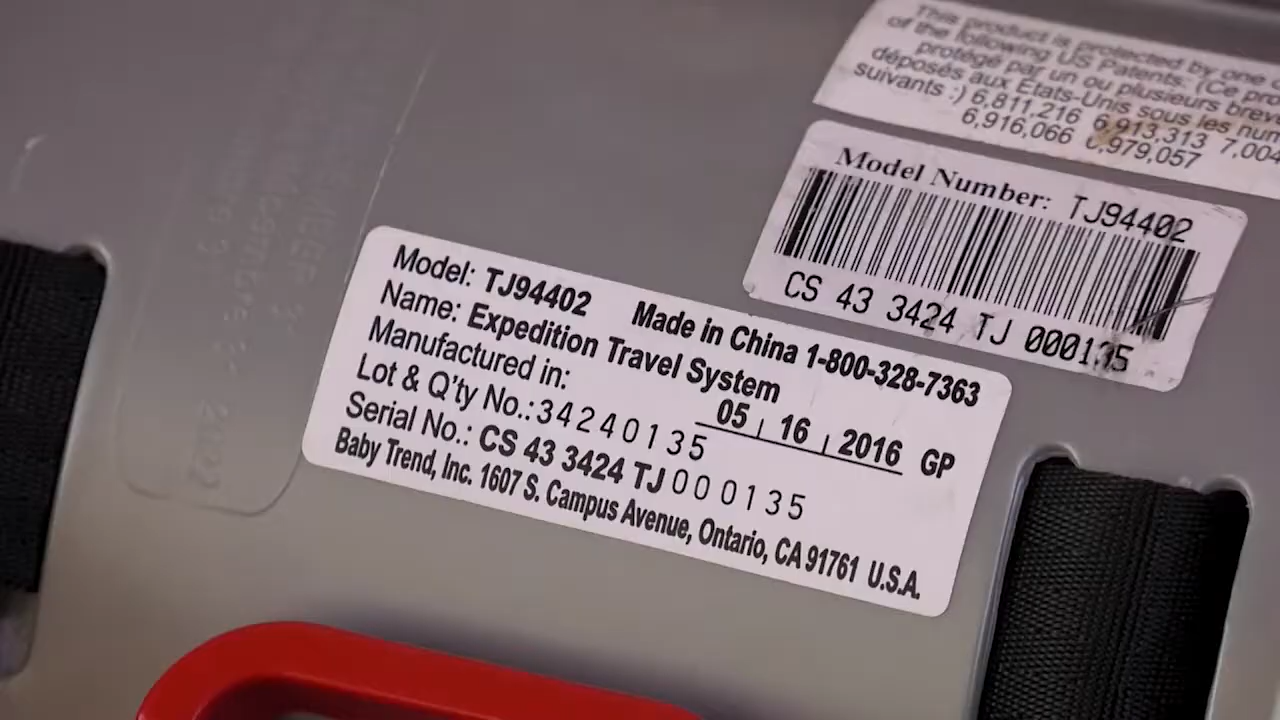 This product is protected by one
of the following US Patents: (Ce pro
protégé par un ou plusieurs breve
déposés aux États-Unis sous les num
suivants :) 6,811,216 6,913,313 7,004
6,916,066 6,979,057
Model Number: TJ94402
CS 43 3424 TJ 000135
Model: TJ94402 Made in China 1-800-328-7363
Name: Expedition Travel System
Manufactured in: 05 | 16 | 2016 GP
Lot & Q'ty No.: 34240135
Serial No.: CS 43 3424 TJ 000135
Baby Trend, Inc. 1607 S. Campus Avenue, Ontario, CA 91761 U.S.A.